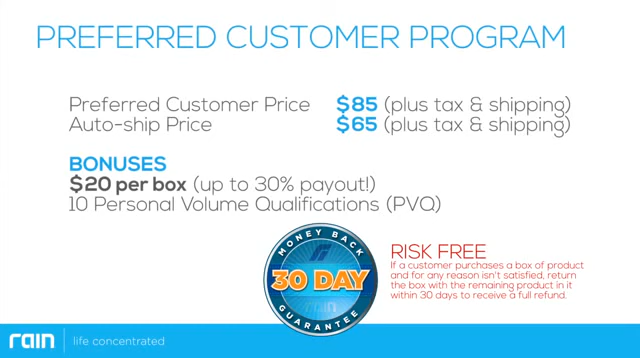 PREFERRED CUSTOMER PROGRAM
Preferred Customer Price $85 (plus tax & shipping)
Auto-ship Price $65 (plus tax & shipping)
BONUSES
$20 per box (up to 30% payout!)
10 Personal Volume Qualifications (PVQ)
MONEY BACK
30 DAY
rain
GUARANTEE
RISK FREE
If a customer purchases a box of product
and for any reason isn't satisfied, return
the box with the remaining product in it
within 30 days to receive a full refund.
rain life concentrated